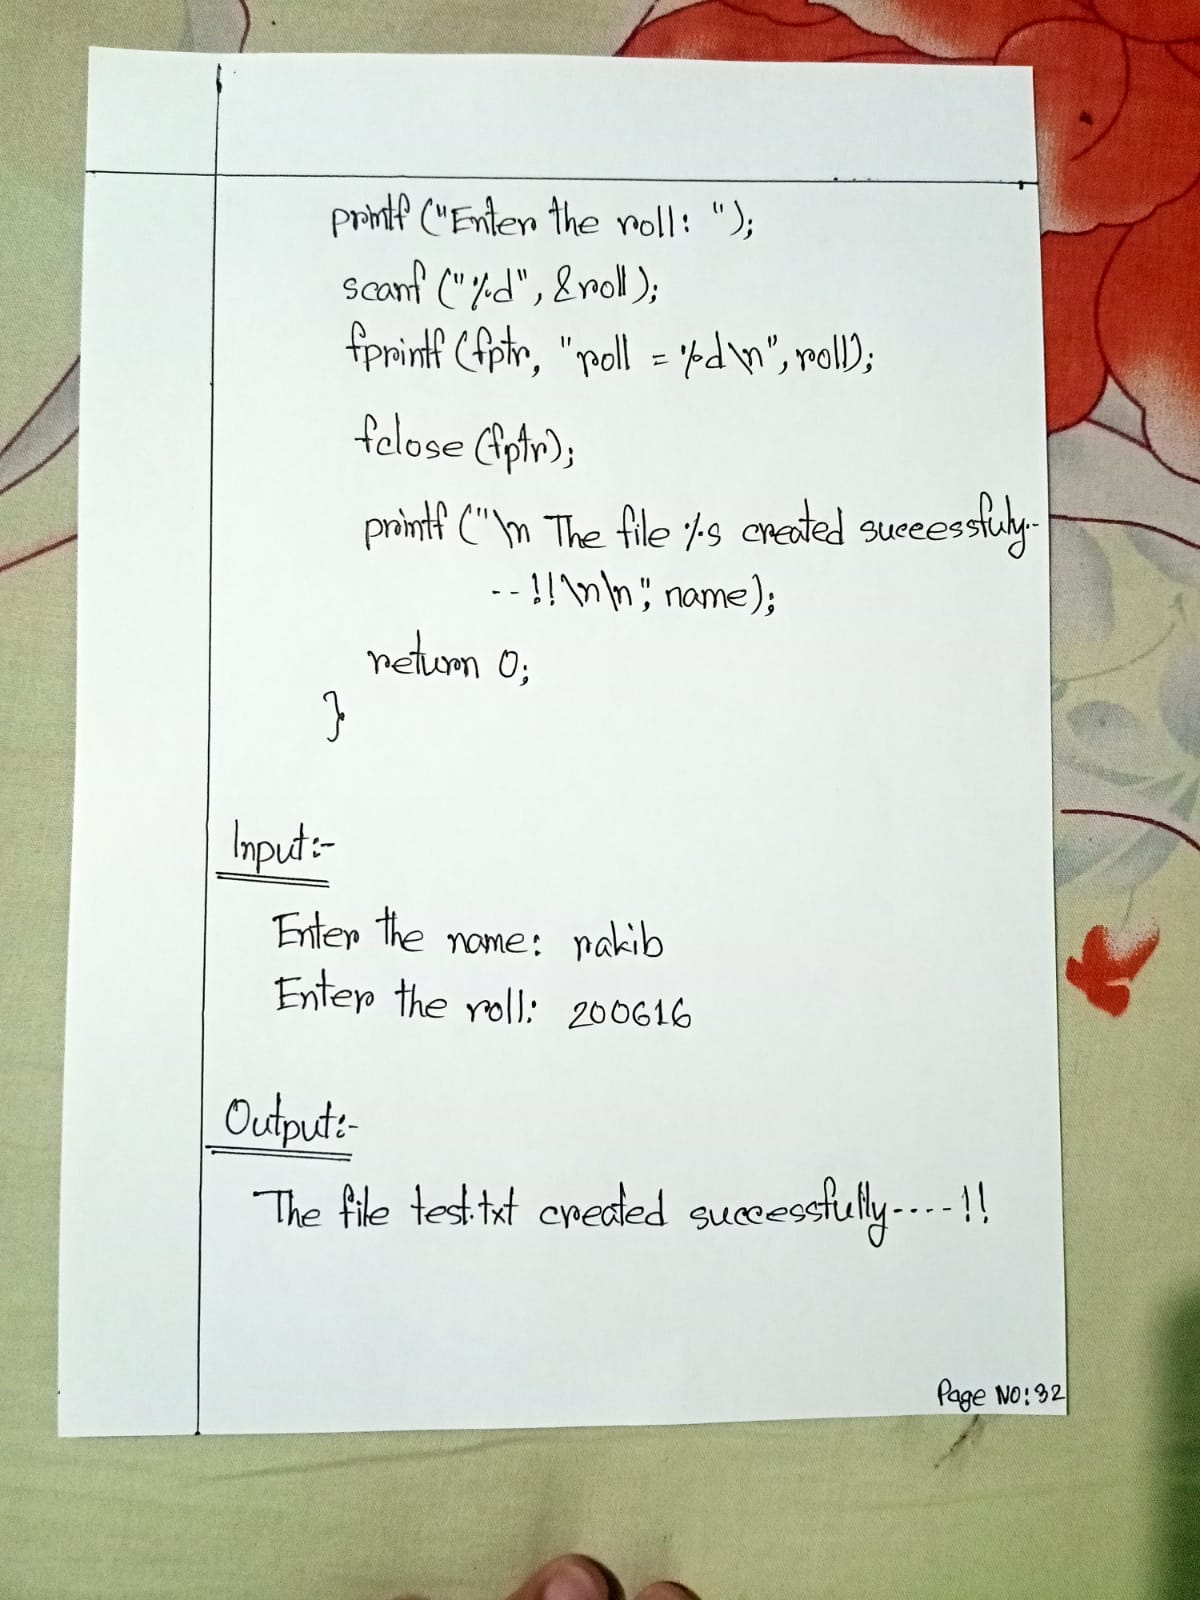 printf ("Enter the roll: ");
scanf ("%d", &roll);
fprintf (fptr, "roll = %d\n", roll);
fclose (fptr);
printf ("\n The file %s created successfuly--
--!!\n\n", name);
return 0;
}
Input:-
Enter the name: rakib
Enter the roll: 200616
Output:-
The file test.txt created successfully----!!
Page No: 32